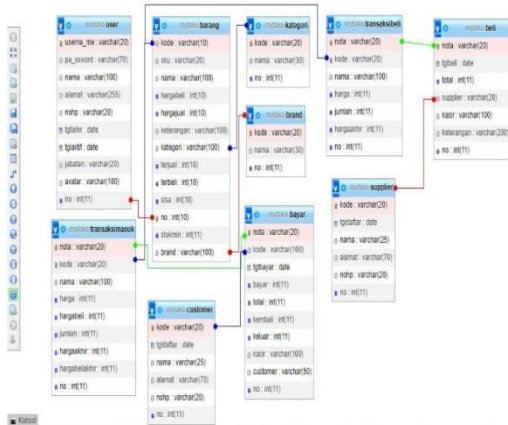 mytoko user
userna_me : varchar(20)
pa_ssword : varchar(70)
nama : varchar(100)
alamat : varchar(255)
nohp : varchar(20)
tgllahir : date
tglaktif : date
jabatan : varchar(20)
avatar : varchar(100)
no : int(11)
mytoko barang
kode : varchar(10)
sku : varchar(20)
nama : varchar(100)
hargabeli : int(10)
hargajual : int(10)
keterangan : varchar(100)
kategori : varchar(100)
terjual : int(10)
terbeli : int(10)
sisa : int(10)
no : int(10)
stokmin : int(11)
brand : varchar(100)
mytoko kategori
kode : varchar(20)
nama : varchar(30)
no : int(11)
mytoko brand
kode : varchar(20)
nama : varchar(30)
no : int(11)
mytoko transaksibeli
nota : varchar(20)
kode : varchar(20)
nama : varchar(100)
harga : int(11)
jumlah : int(11)
hargaakhir : int(11)
no : int(11)
mytoko beli
nota : varchar(20)
tglbeli : date
total : int(11)
supplier : varchar(20)
kasir : varchar(100)
keterangan : varchar(200)
no : int(11)
mytoko supplier
kode : varchar(20)
tgldaftar : date
nama : varchar(25)
alamat : varchar(70)
nohp : varchar(20)
no : int(11)
mytoko transaksimasuk
nota : varchar(20)
kode : varchar(20)
nama : varchar(100)
harga : int(11)
hargabeli : int(11)
jumlah : int(11)
hargaakhir : int(11)
hargabeliakhir : int(11)
no : int(11)
mytoko customer
kode : varchar(20)
tgldaftar : date
nama : varchar(25)
alamat : varchar(70)
nohp : varchar(20)
no : int(11)
mytoko bayar
nota : varchar(20)
kode : varchar(100)
tglbayar : date
bayar : int(11)
total : int(11)
kembali : int(11)
keluar : int(11)
kasir : varchar(100)
customer : varchar(50)
no : int(11)
Konsol